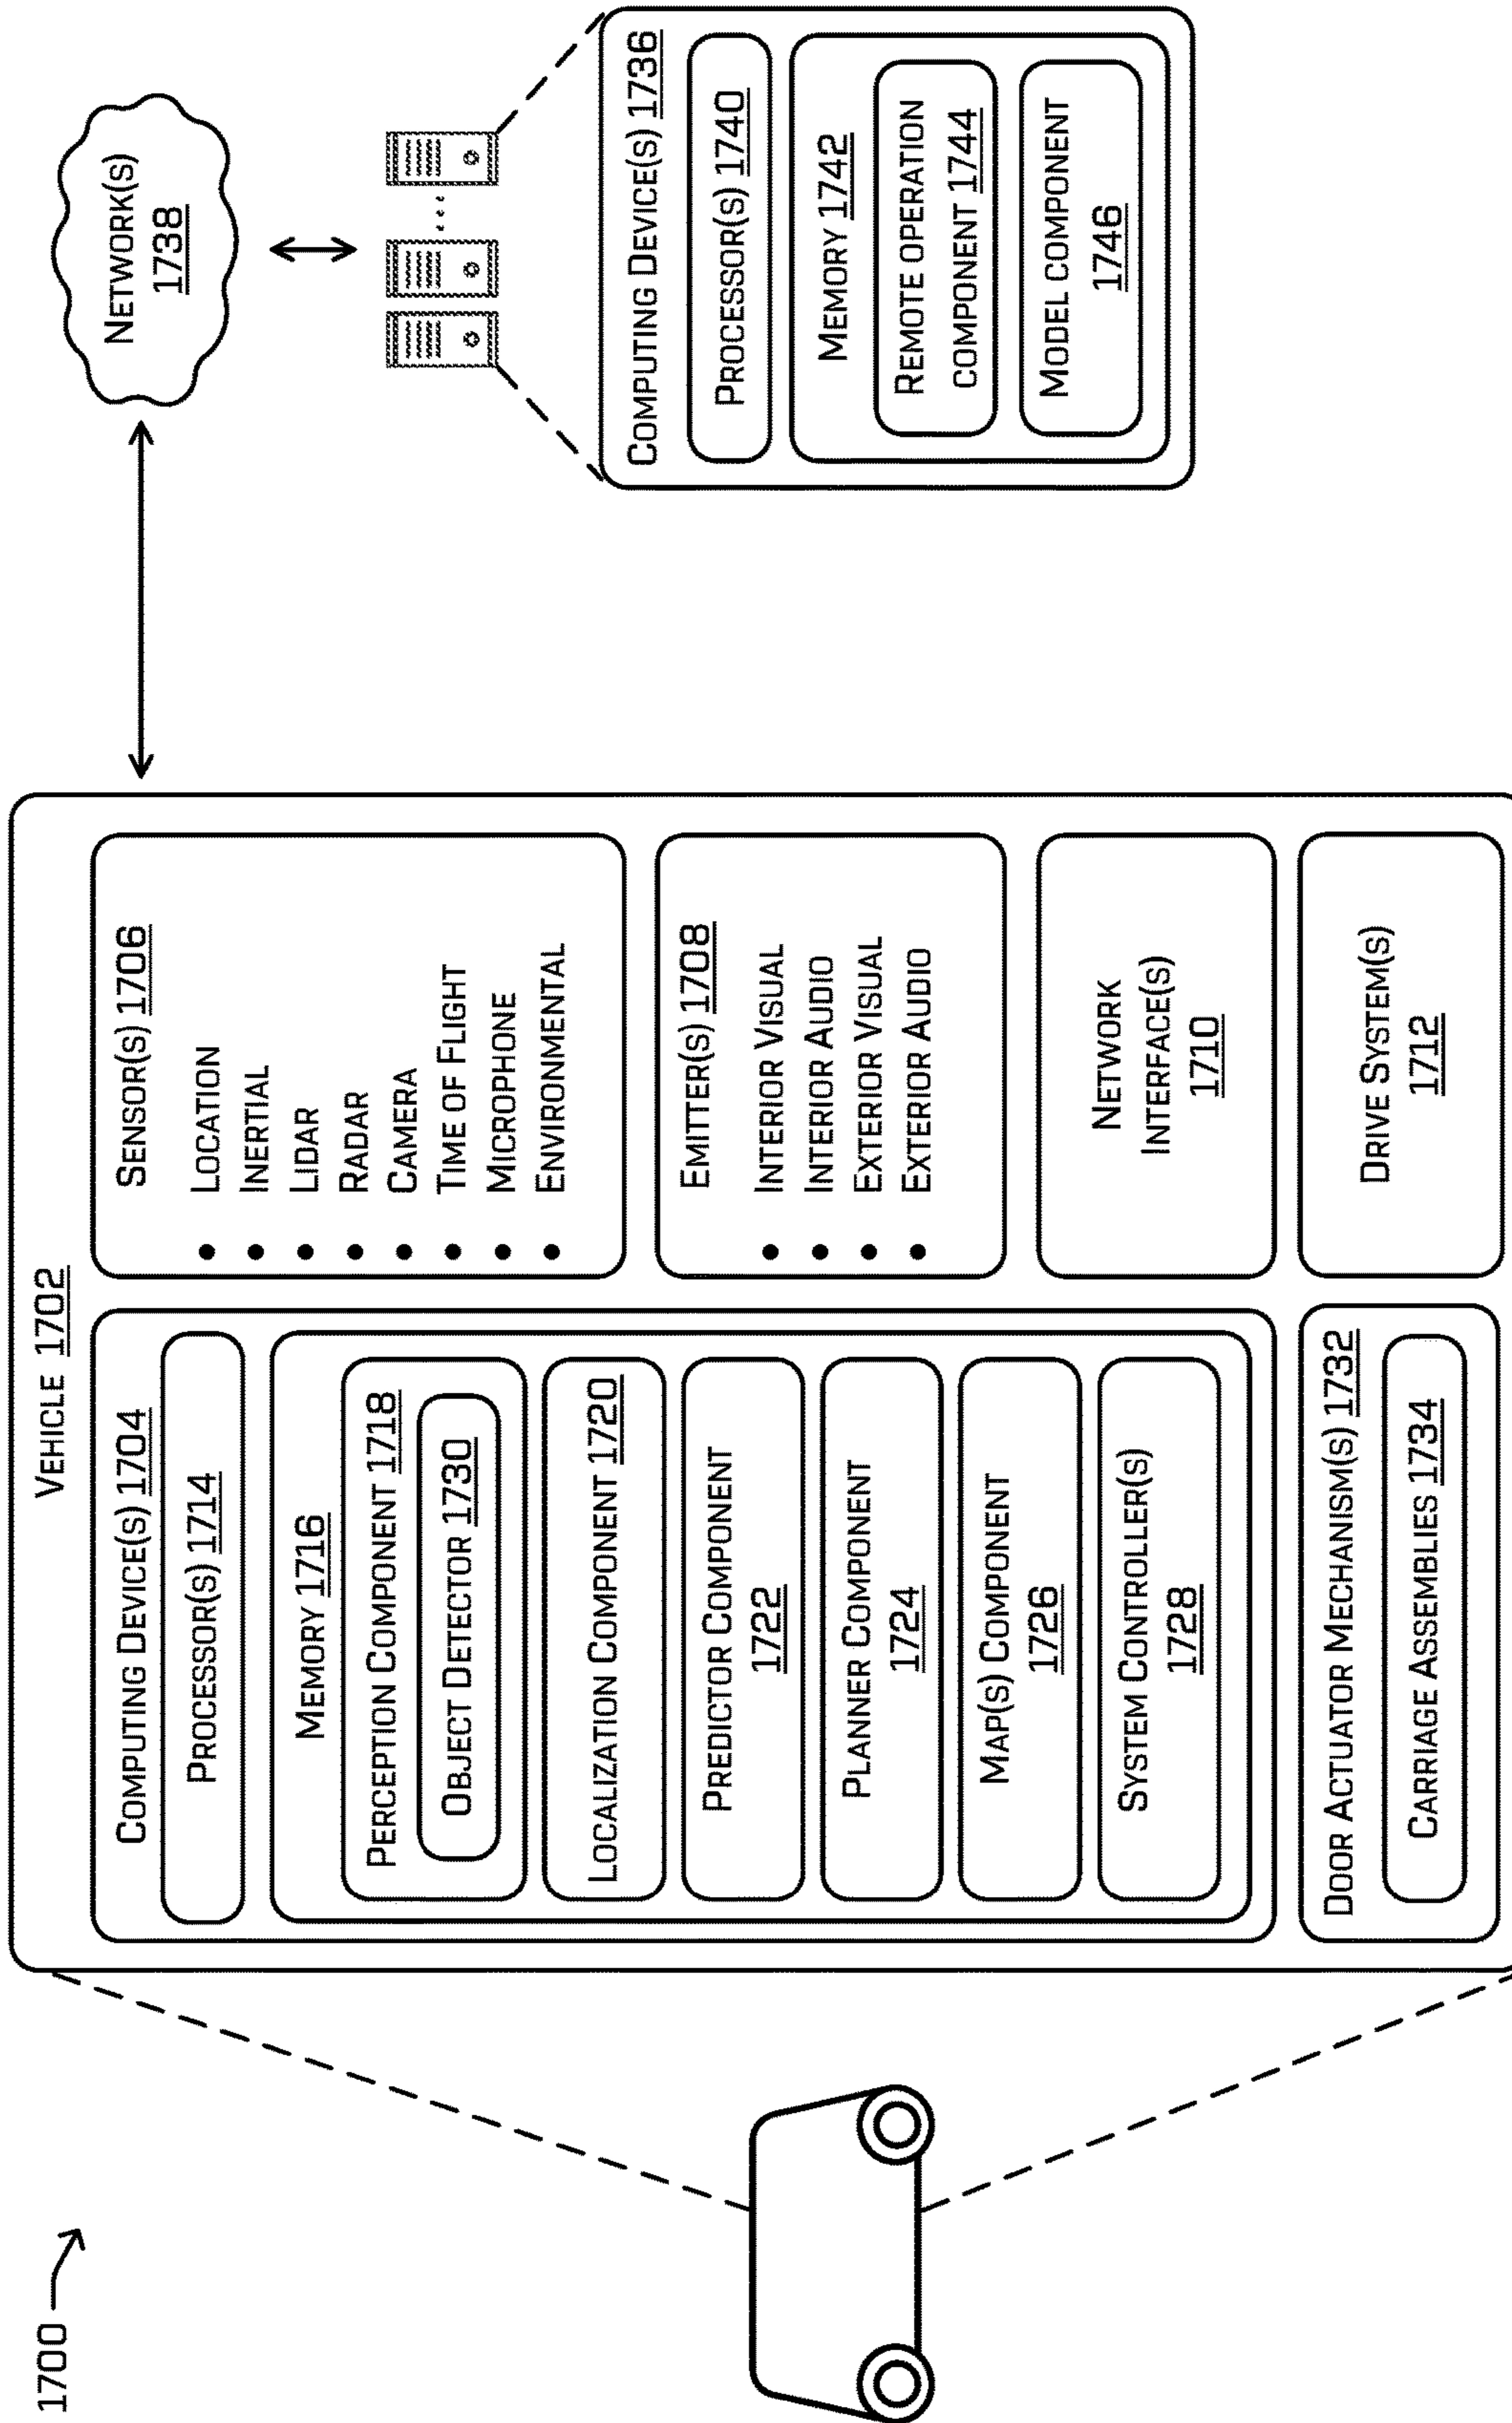 1700
VEHICLE 1702
COMPUTING DEVICE(S) 1704
PROCESSOR(S) 1714
MEMORY 1716
PERCEPTION COMPONENT 1718
OBJECT DETECTOR 1730
LOCALIZATION COMPONENT 1720
PREDICTOR COMPONENT
1722
PLANNER COMPONENT
1724
MAP(S) COMPONENT
1726
SYSTEM CONTROLLER(S)
1728
DOOR ACTUATOR MECHANISM(S) 1732
CARRIAGE ASSEMBLIES 1734
SENSOR(S) 1706
• LOCATION
• INERTIAL
• LIDAR
• RADAR
• CAMERA
• TIME OF FLIGHT
• MICROPHONE
• ENVIRONMENTAL
EMITTER(S) 1708
• INTERIOR VISUAL
• INTERIOR AUDIO
• EXTERIOR VISUAL
• EXTERIOR AUDIO
NETWORK
INTERFACE(S)
1710
DRIVE SYSTEM(S)
1712
NETWORK(S)
1738
COMPUTING DEVICE(S) 1736
PROCESSOR(S) 1740
MEMORY 1742
REMOTE OPERATION
COMPONENT 1744
MODEL COMPONENT
1746